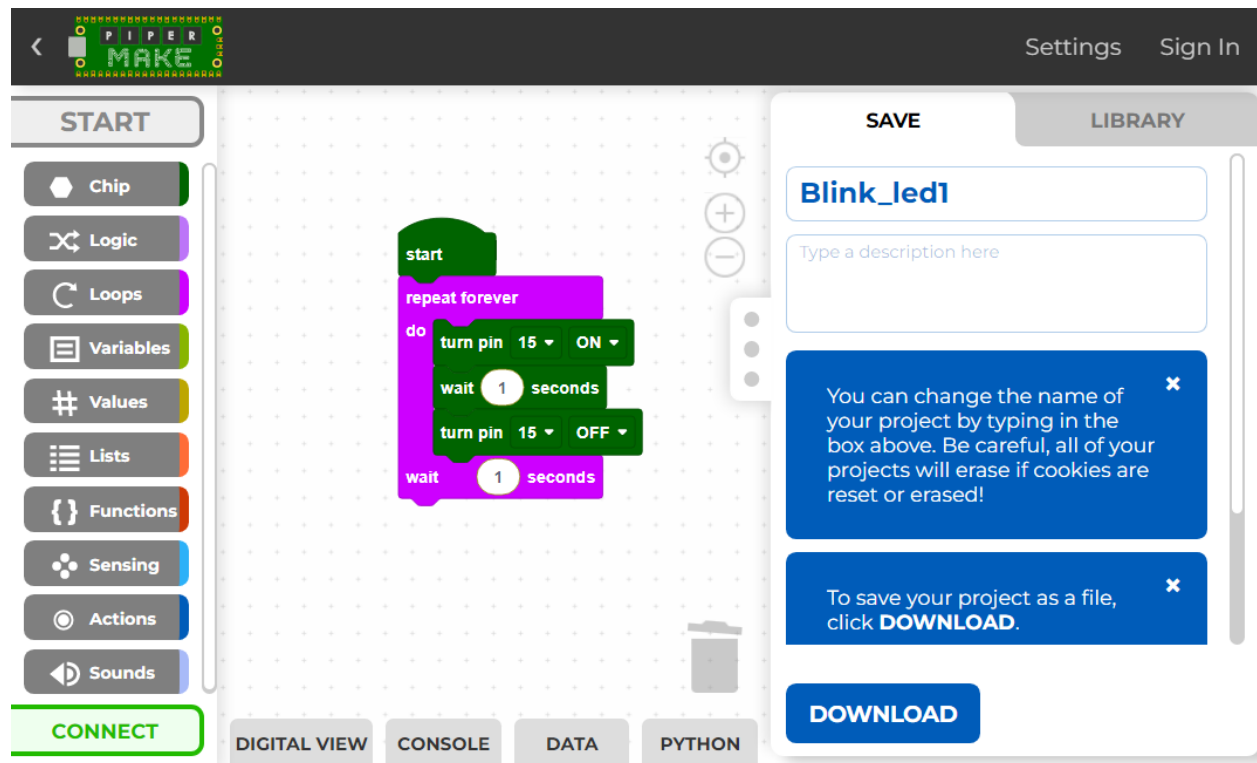 PIPER
MAKE
Settings
Sign In
START
Chip
Logic
Loops
Variables
Values
Lists
Functions
Sensing
Actions
Sounds
CONNECT
start
repeat forever
do
turn pin 15 ON
wait 1 seconds
turn pin 15 OFF
wait 1 seconds
DIGITAL VIEW
CONSOLE
DATA
PYTHON
SAVE
LIBRARY
Blink_led1
Type a description here
You can change the name of
your project by typing in the
box above. Be careful, all of your
projects will erase if cookies are
reset or erased!
To save your project as a file,
click DOWNLOAD.
DOWNLOAD